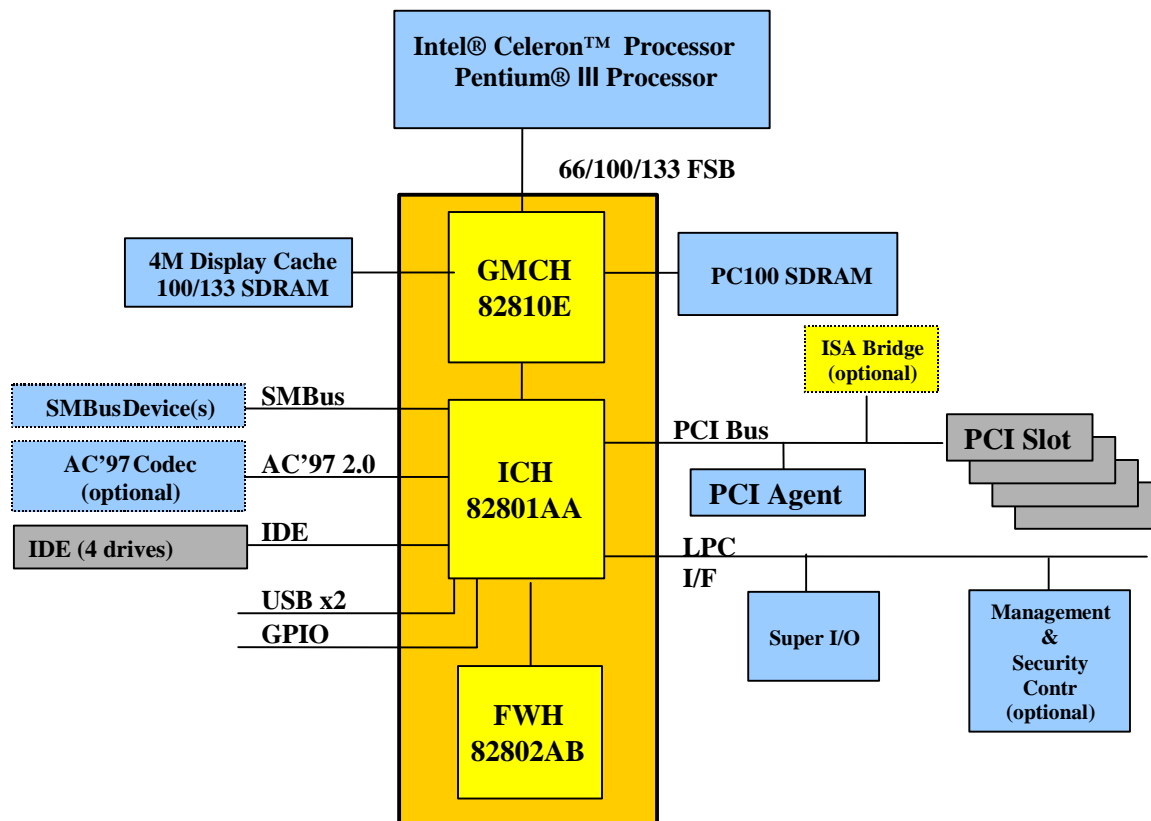 Intel® Celeron™ Processor
Pentium® III Processor
66/100/133 FSB
4M Display Cache
100/133 SDRAM
GMCH
82810E
PC100 SDRAM
ISA Bridge
(optional)
SMBusDevice(s)
SMBus
AC'97 Codec
(optional)
AC'97 2.0
ICH
82801AA
PCI Bus
PCI Slot
PCI Agent
IDE (4 drives)
IDE
LPC
I/F
USB x2
GPIO
Super I/O
Management
&
Security
Contr
(optional)
FWH
82802AB